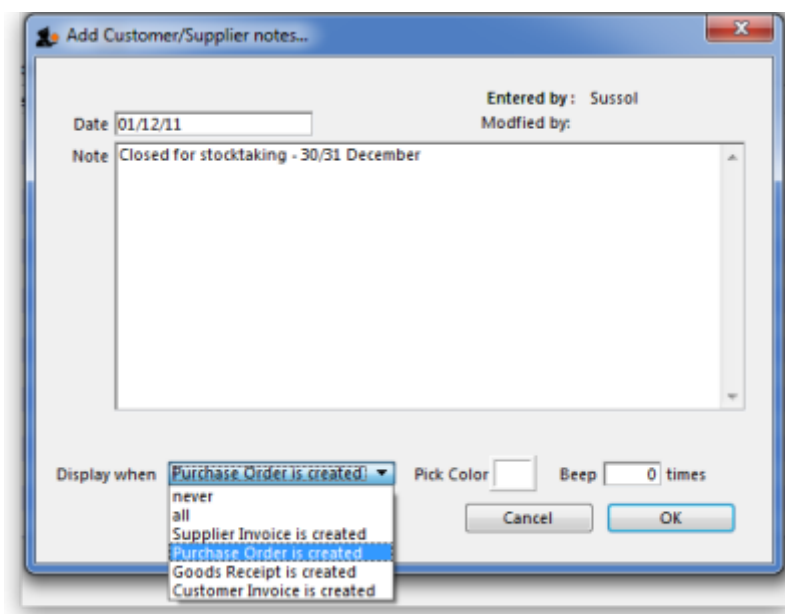 Add Customer/Supplier notes...
Entered by: Sussol
Date 01/12/11
Modfied by:
Note Closed for stocktaking - 30/31 December
Display when Purchase Order is created Pick Color Beep 0 times
never
all
Supplier Invoice is created
Purchase Order is created
Goods Receipt is created
Customer Invoice is created
Cancel OK